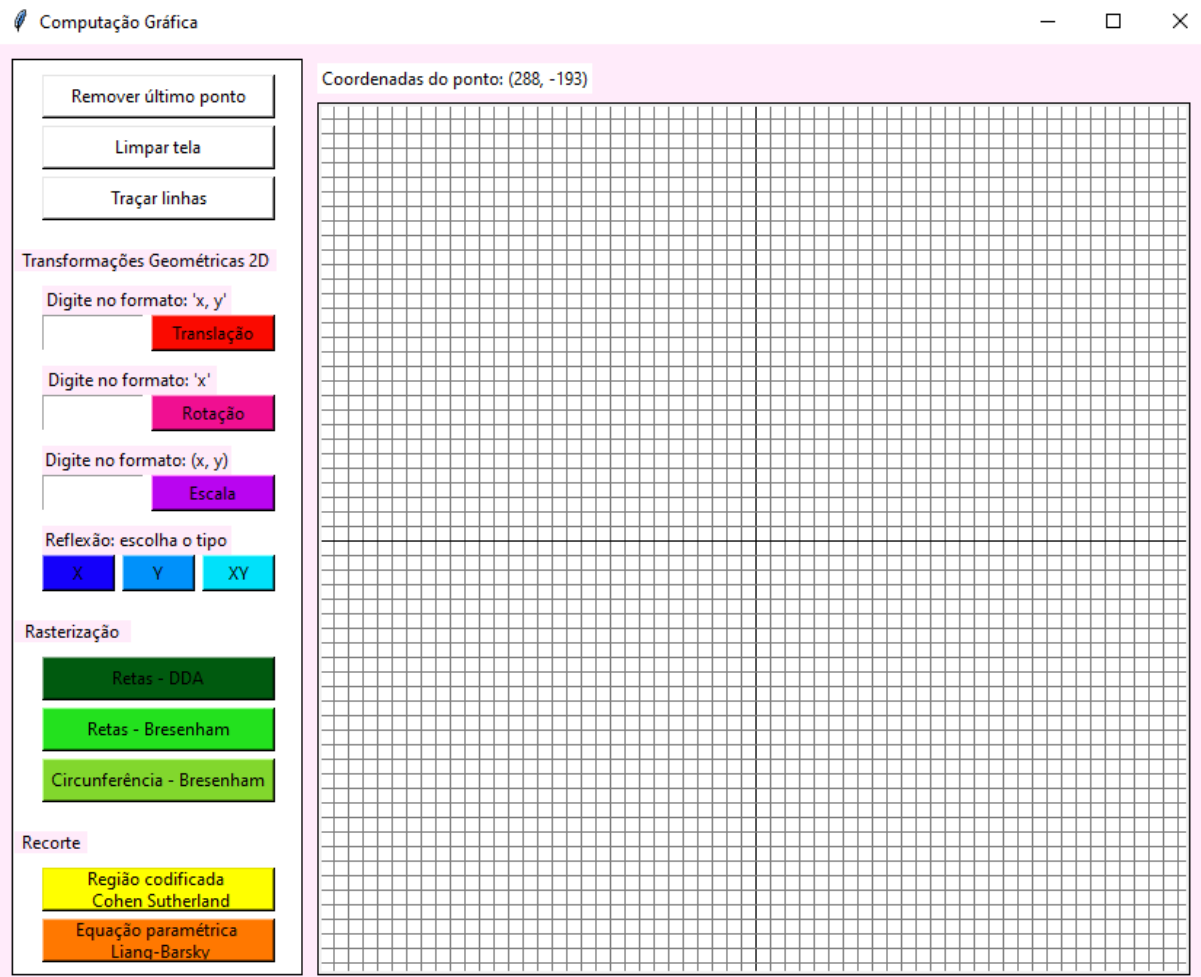 Computação Gráfica
Coordenadas do ponto: (288, -193)
Remover último ponto
Limpar tela
Traçar linhas
Transformações Geométricas 2D
Digite no formato: 'x, y'
Translação
Digite no formato: 'x'
Rotação
Digite no formato: (x, y)
Escala
Reflexão: escolha o tipo
X Y XY
Rasterização
Retas - DDA
Retas - Bresenham
Circunferência - Bresenham
Recorte
Região codificada
Cohen Sutherland
Equação paramétrica
Liang-Barsky